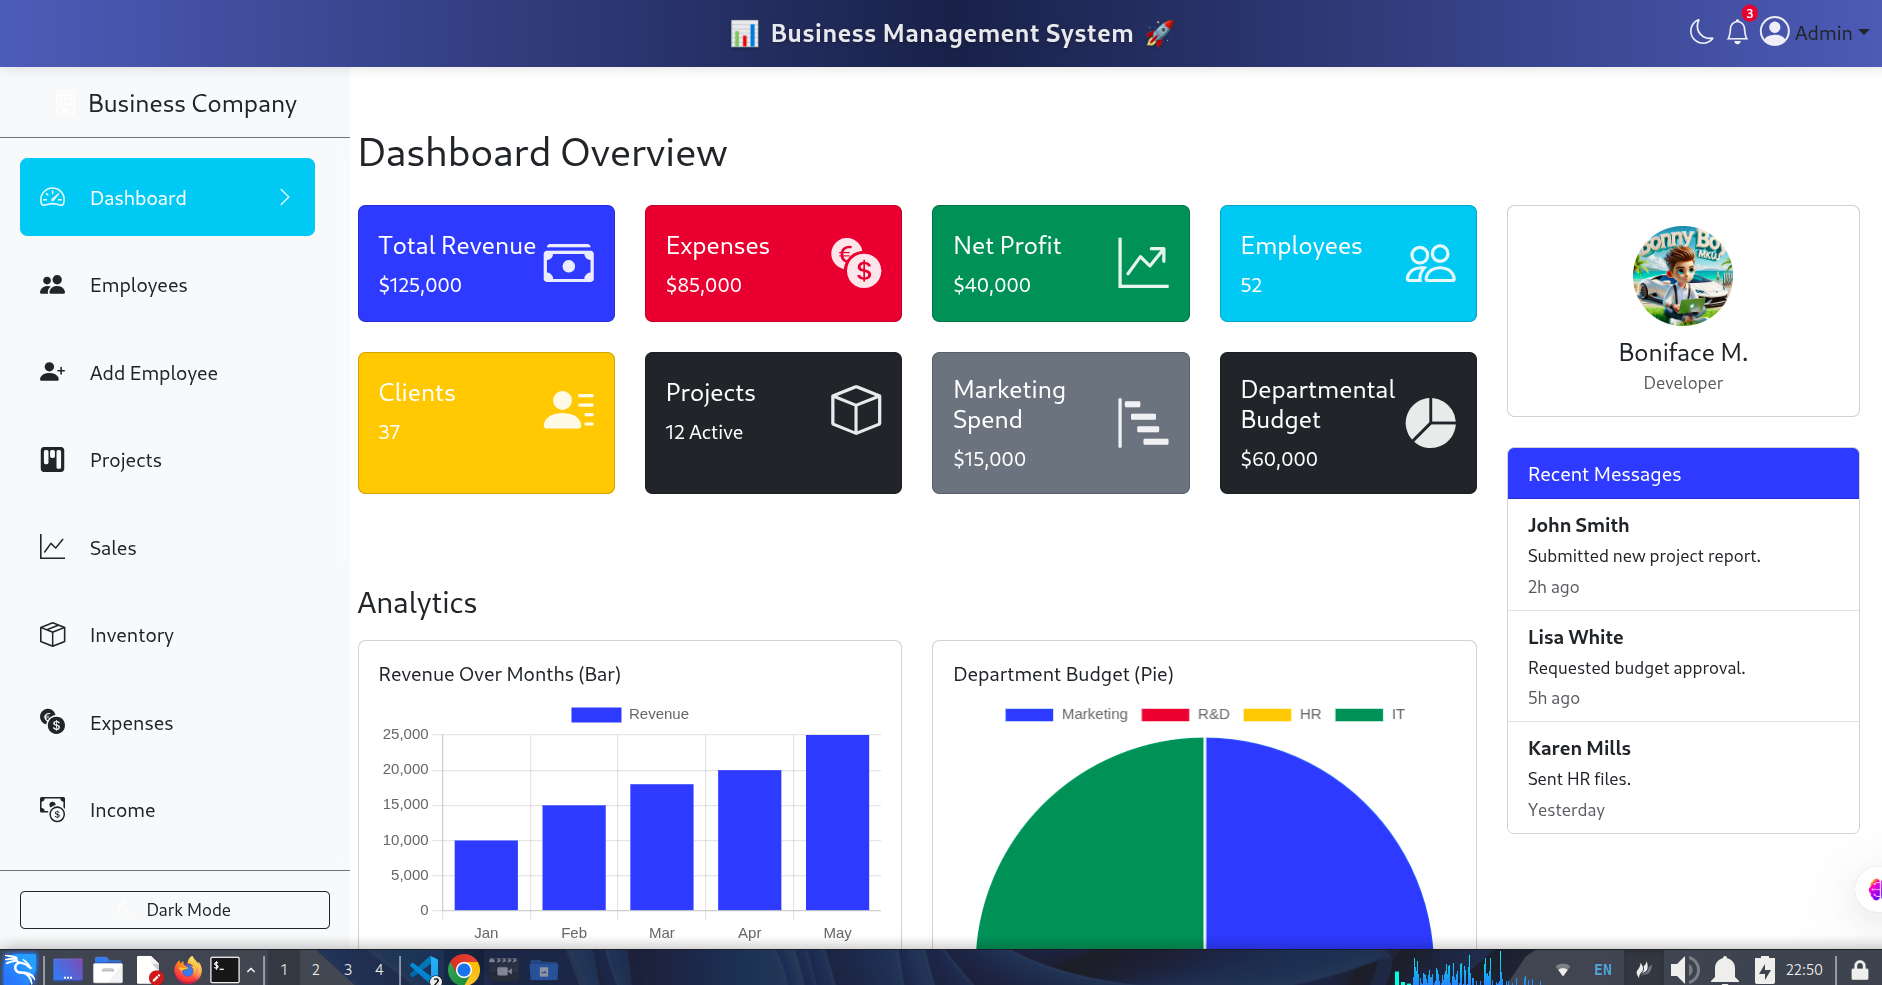 📊 Business Management System 🚀
3
Admin
Business Company
Dashboard
Employees
Add Employee
Projects
Sales
Inventory
Expenses
Income
Dark Mode
Dashboard Overview
Total Revenue
$125,000
Expenses
$85,000
Net Profit
$40,000
Employees
52
Clients
37
Projects
12 Active
Marketing
Spend
$15,000
Departmental
Budget
$60,000
Boniface M.
Developer
Recent Messages
John Smith
Submitted new project report.
2h ago
Lisa White
Requested budget approval.
5h ago
Karen Mills
Sent HR files.
Yesterday
Analytics
Revenue Over Months (Bar)
Revenue
25,000
20,000
15,000
10,000
5,000
0
Jan Feb Mar Apr May
Department Budget (Pie)
Marketing R&D HR IT
1 2 3 4
2
EN
22:50